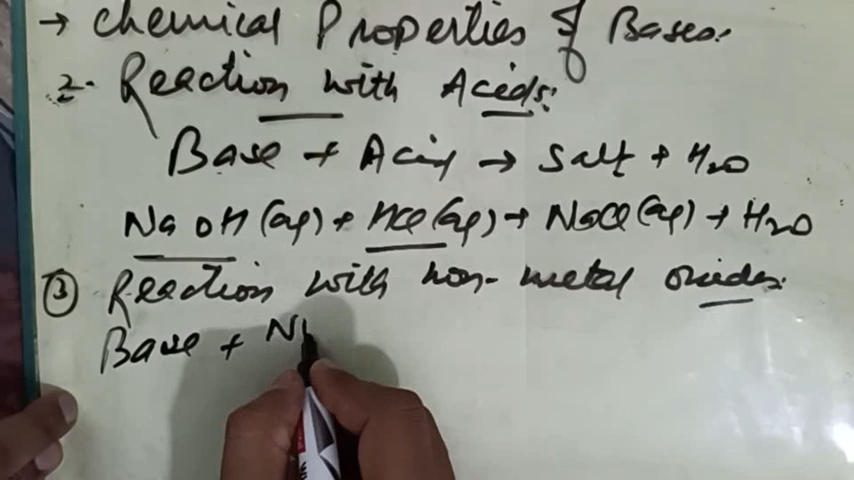 → Chemical Properties of Bases:
2. Reaction with Acids:
Base + Acid → Salt + H₂O
NaOH(aq) + HCl(aq) → NaCl(aq) + H₂O
③ Reaction with non-metal oxides:
Base + N